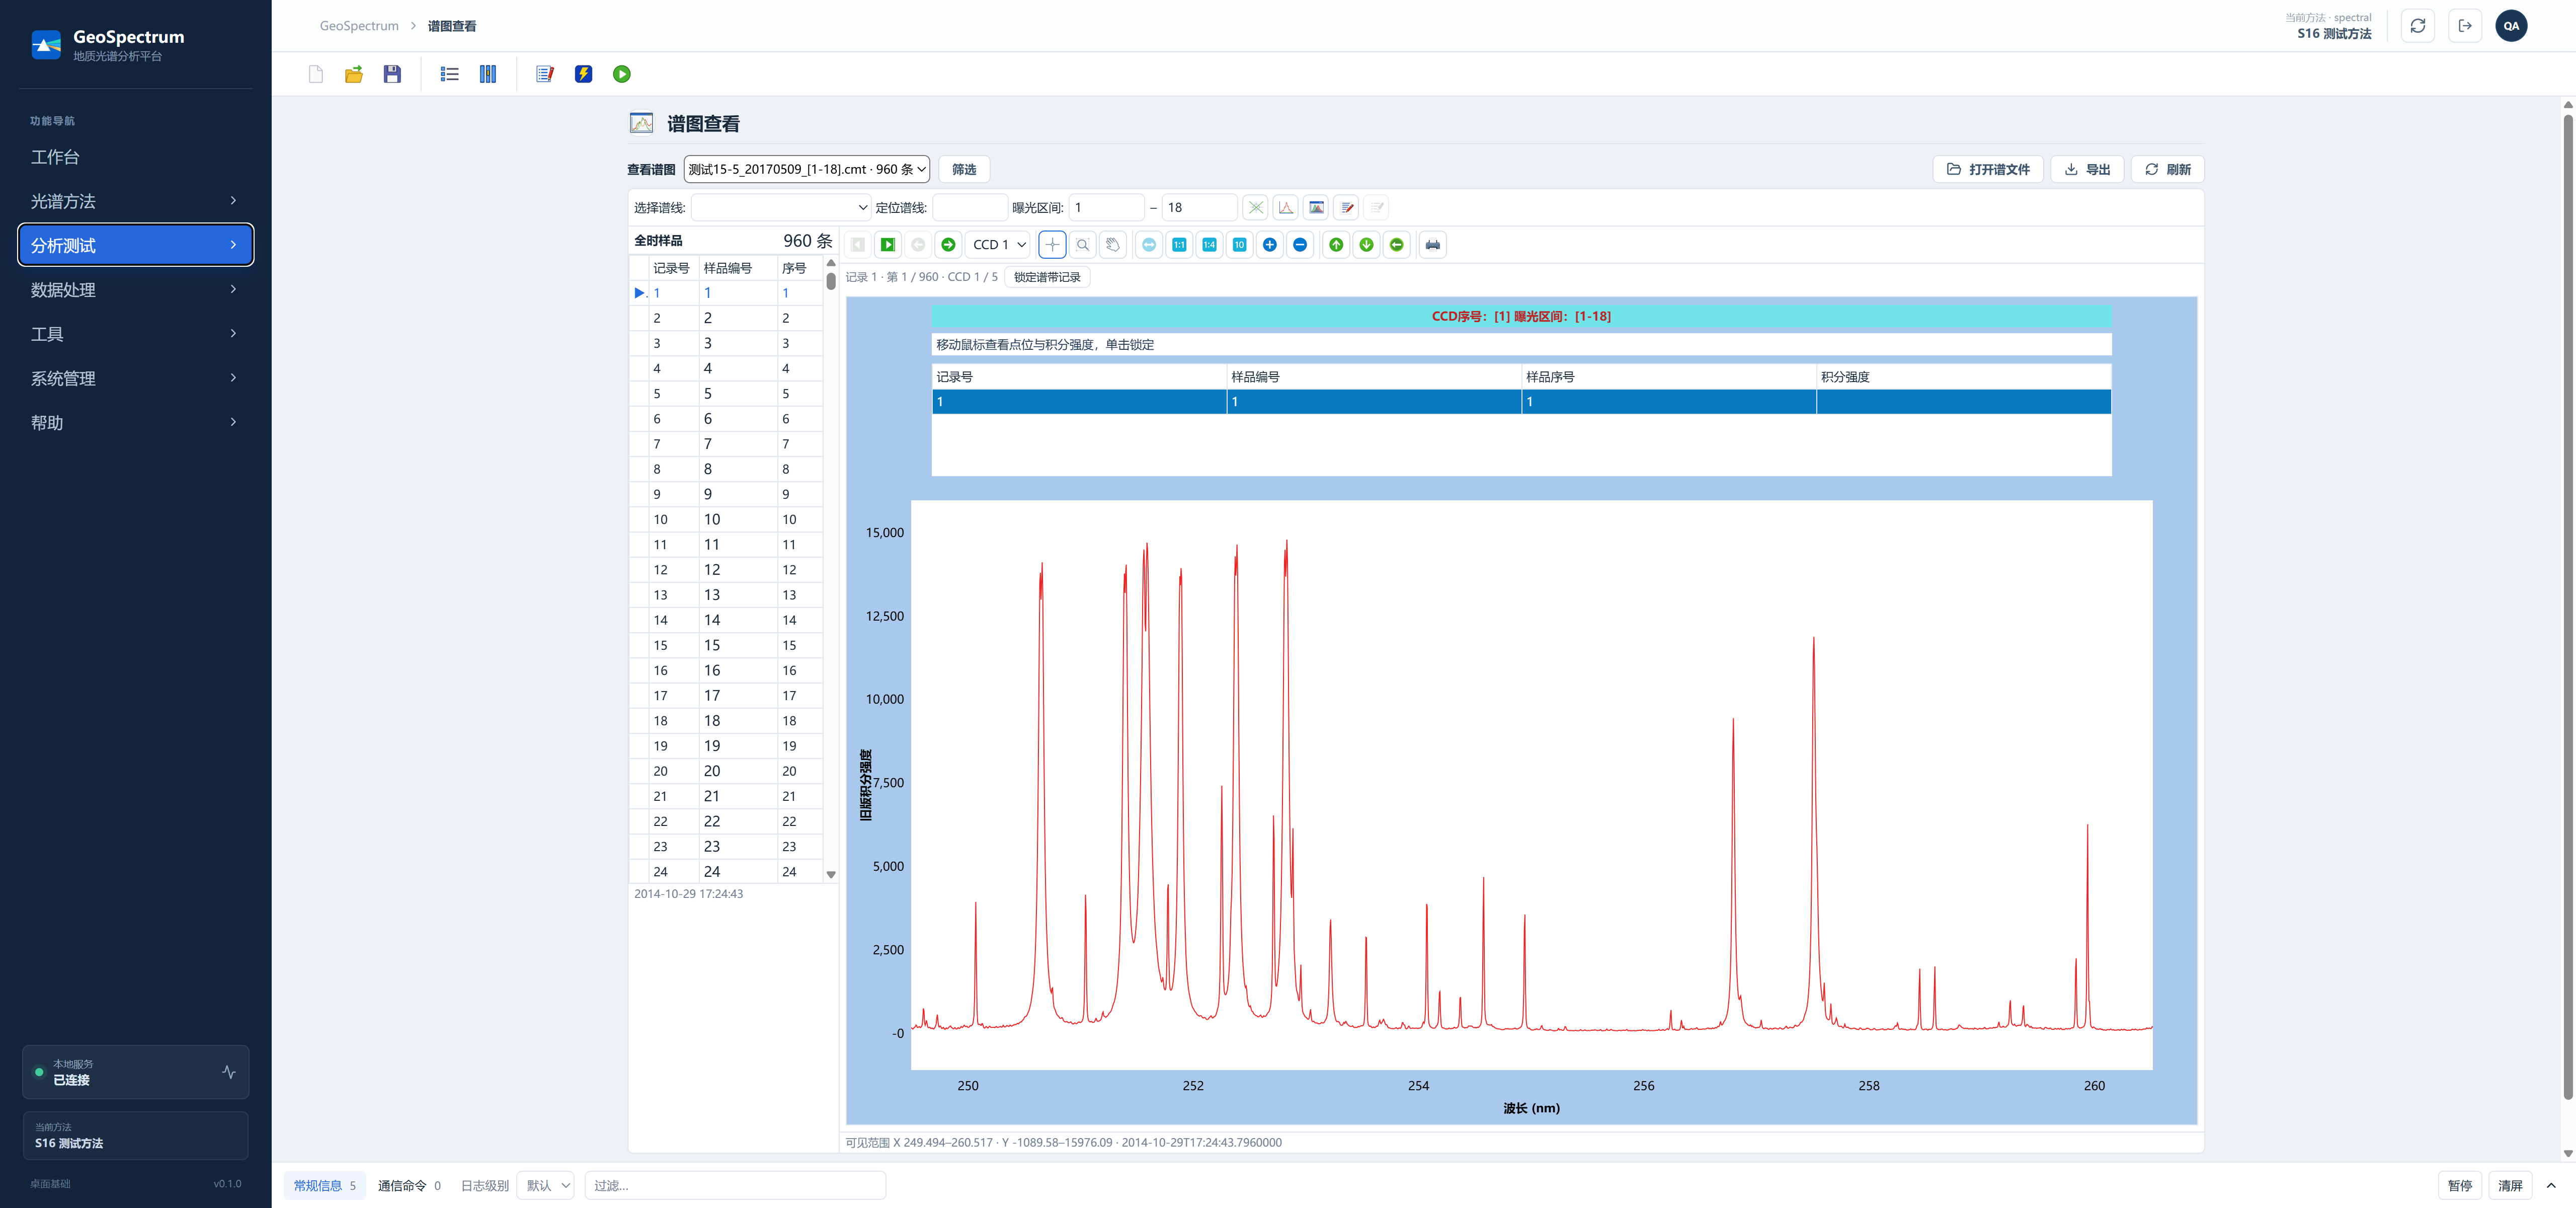 GeoSpectrum
地质光谱分析平台
功能导航
工作台
光谱方法
分析测试
数据处理
工具
系统管理
帮助
本地服务
已连接
当前方法
S16 测试方法
桌面基础 v0.1.0
GeoSpectrum > 谱图查看
当前方法 · spectral
S16 测试方法
QA
谱图查看
查看谱图 测试15-5_20170509_[1-18].cmt · 960 条 筛选 打开谱文件 导出 刷新
选择谱线: 定位谱线: 曝光区间: 1 – 18
全时样品 960 条
CCD 1 1:1 1:4 10
记录号 样品编号 序号
1 1 1
2 2 2
3 3 3
4 4 4
5 5 5
6 6 6
7 7 7
8 8 8
9 9 9
10 10 10
11 11 11
12 12 12
13 13 13
14 14 14
15 15 15
16 16 16
17 17 17
18 18 18
19 19 19
20 20 20
21 21 21
22 22 22
23 23 23
24 24 24
2014-10-29 17:24:43
记录 1 · 第 1 / 960 · CCD 1 / 5 锁定谱带记录
CCD序号: [1] 曝光区间: [1-18]
移动鼠标查看点位与积分强度，单击锁定
记录号 样品编号 样品序号 积分强度
1 1 1
旧版积分强度
15,000
12,500
10,000
7,500
5,000
2,500
-0
250 252 254 256 258 260
波长 (nm)
可见范围 X 249.494–260.517 · Y -1089.58–15976.09 · 2014-10-29T17:24:43.7960000
常规信息 5 通信命令 0 日志级别 默认 过滤... 暂停 清屏